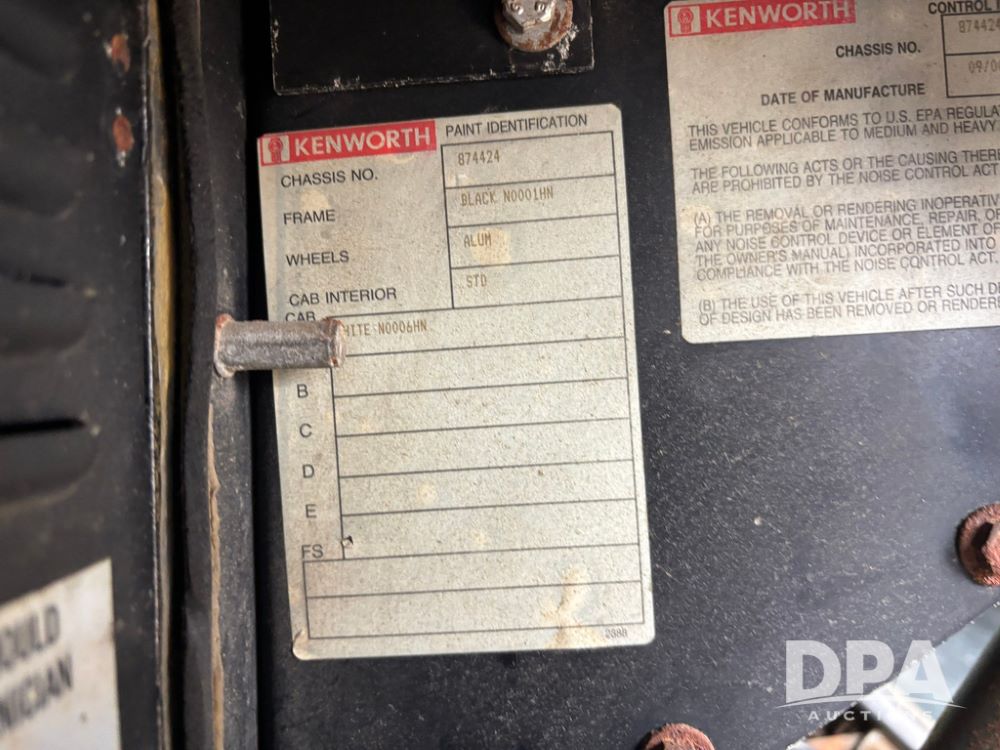 KENWORTH PAINT IDENTIFICATION
CHASSIS NO. 874424
FRAME BLACK N0001HN
WHEELS ALUM
CAB INTERIOR STD
CAB N0006HN
B
C
D
E
FS
2388
KENWORTH CONTROL
CHASSIS NO.
DATE OF MANUFACTURE
THIS VEHICLE CONFORMS TO U.S. EPA
EMISSION APPLICABLE TO MEDIUM AND HEAVY
THE FOLLOWING ACTS OR THE CAUSING
ARE PROHIBITED BY THE NOISE CONTROL ACT
(A) THE REMOVAL OR RENDERING
FOR PURPOSES OF MAINTENANCE, REPAIR,
ANY NOISE CONTROL DEVICE OR ELEMENT OF
THE OWNER'S MANUAL) INCORPORATED INTO
COMPLIANCE WITH THE NOISE CONTROL ACT.
(B) THE USE OF THIS VEHICLE AFTER SUCH
OF DESIGN HAS BEEN REMOVED OR
DPA
AUCTIONS